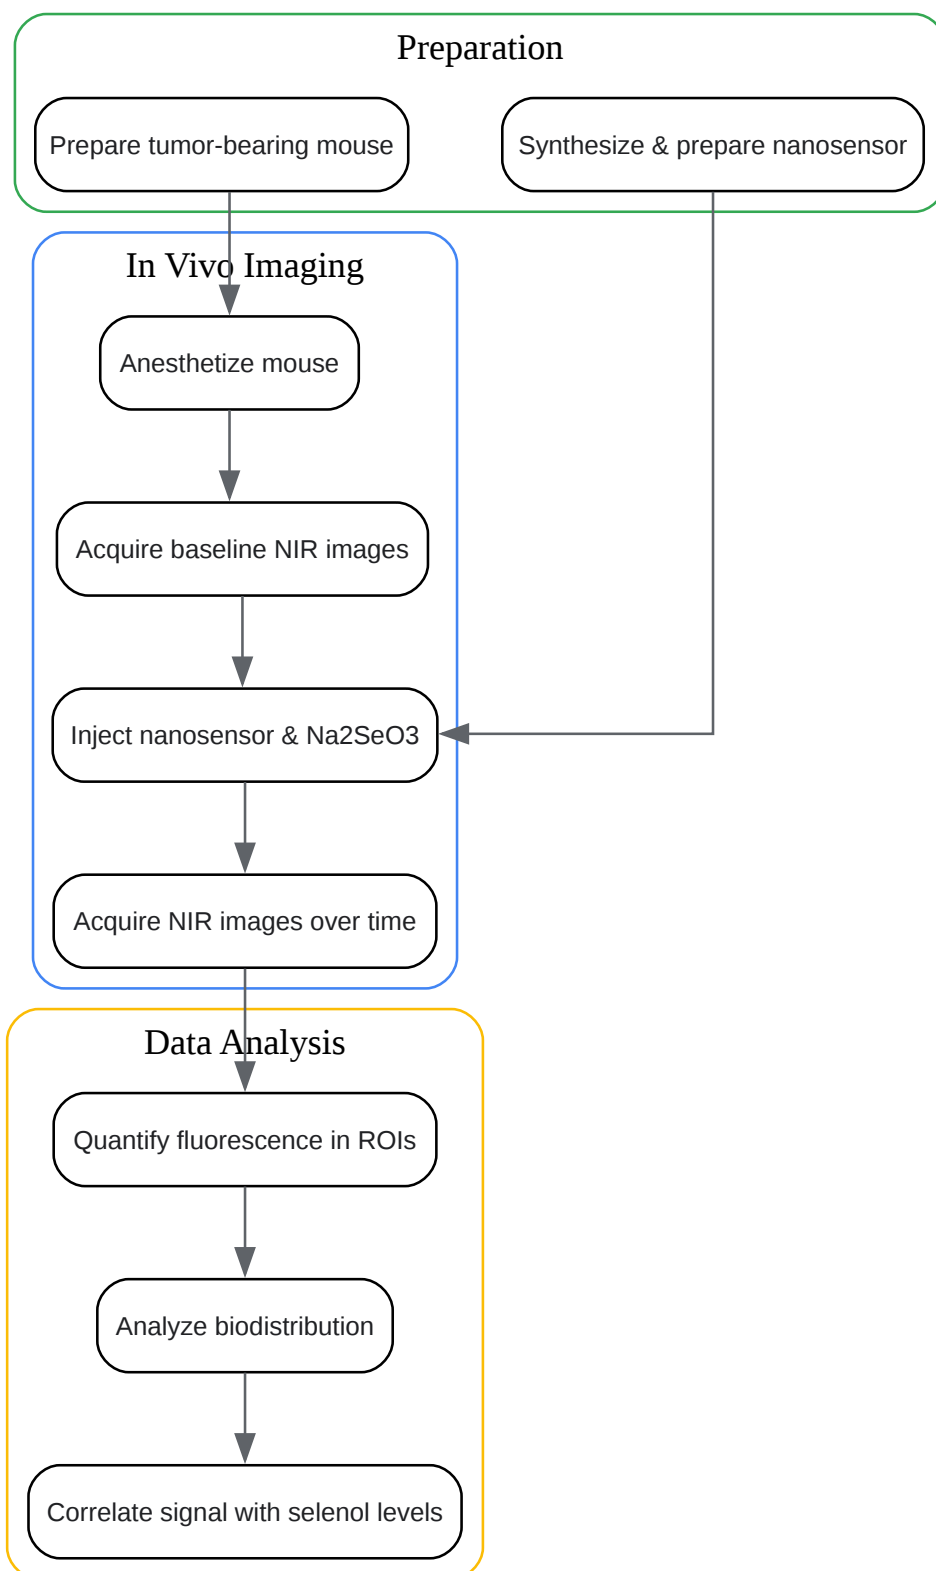 Preparation
Prepare tumor-bearing mouse
Synthesize & prepare nanosensor
In Vivo Imaging
Anesthetize mouse
Acquire baseline NIR images
Inject nanosensor & Na2SeO3
Acquire NIR images over time
Data Analysis
Quantify fluorescence in ROIs
Analyze biodistribution
Correlate signal with selenol levels